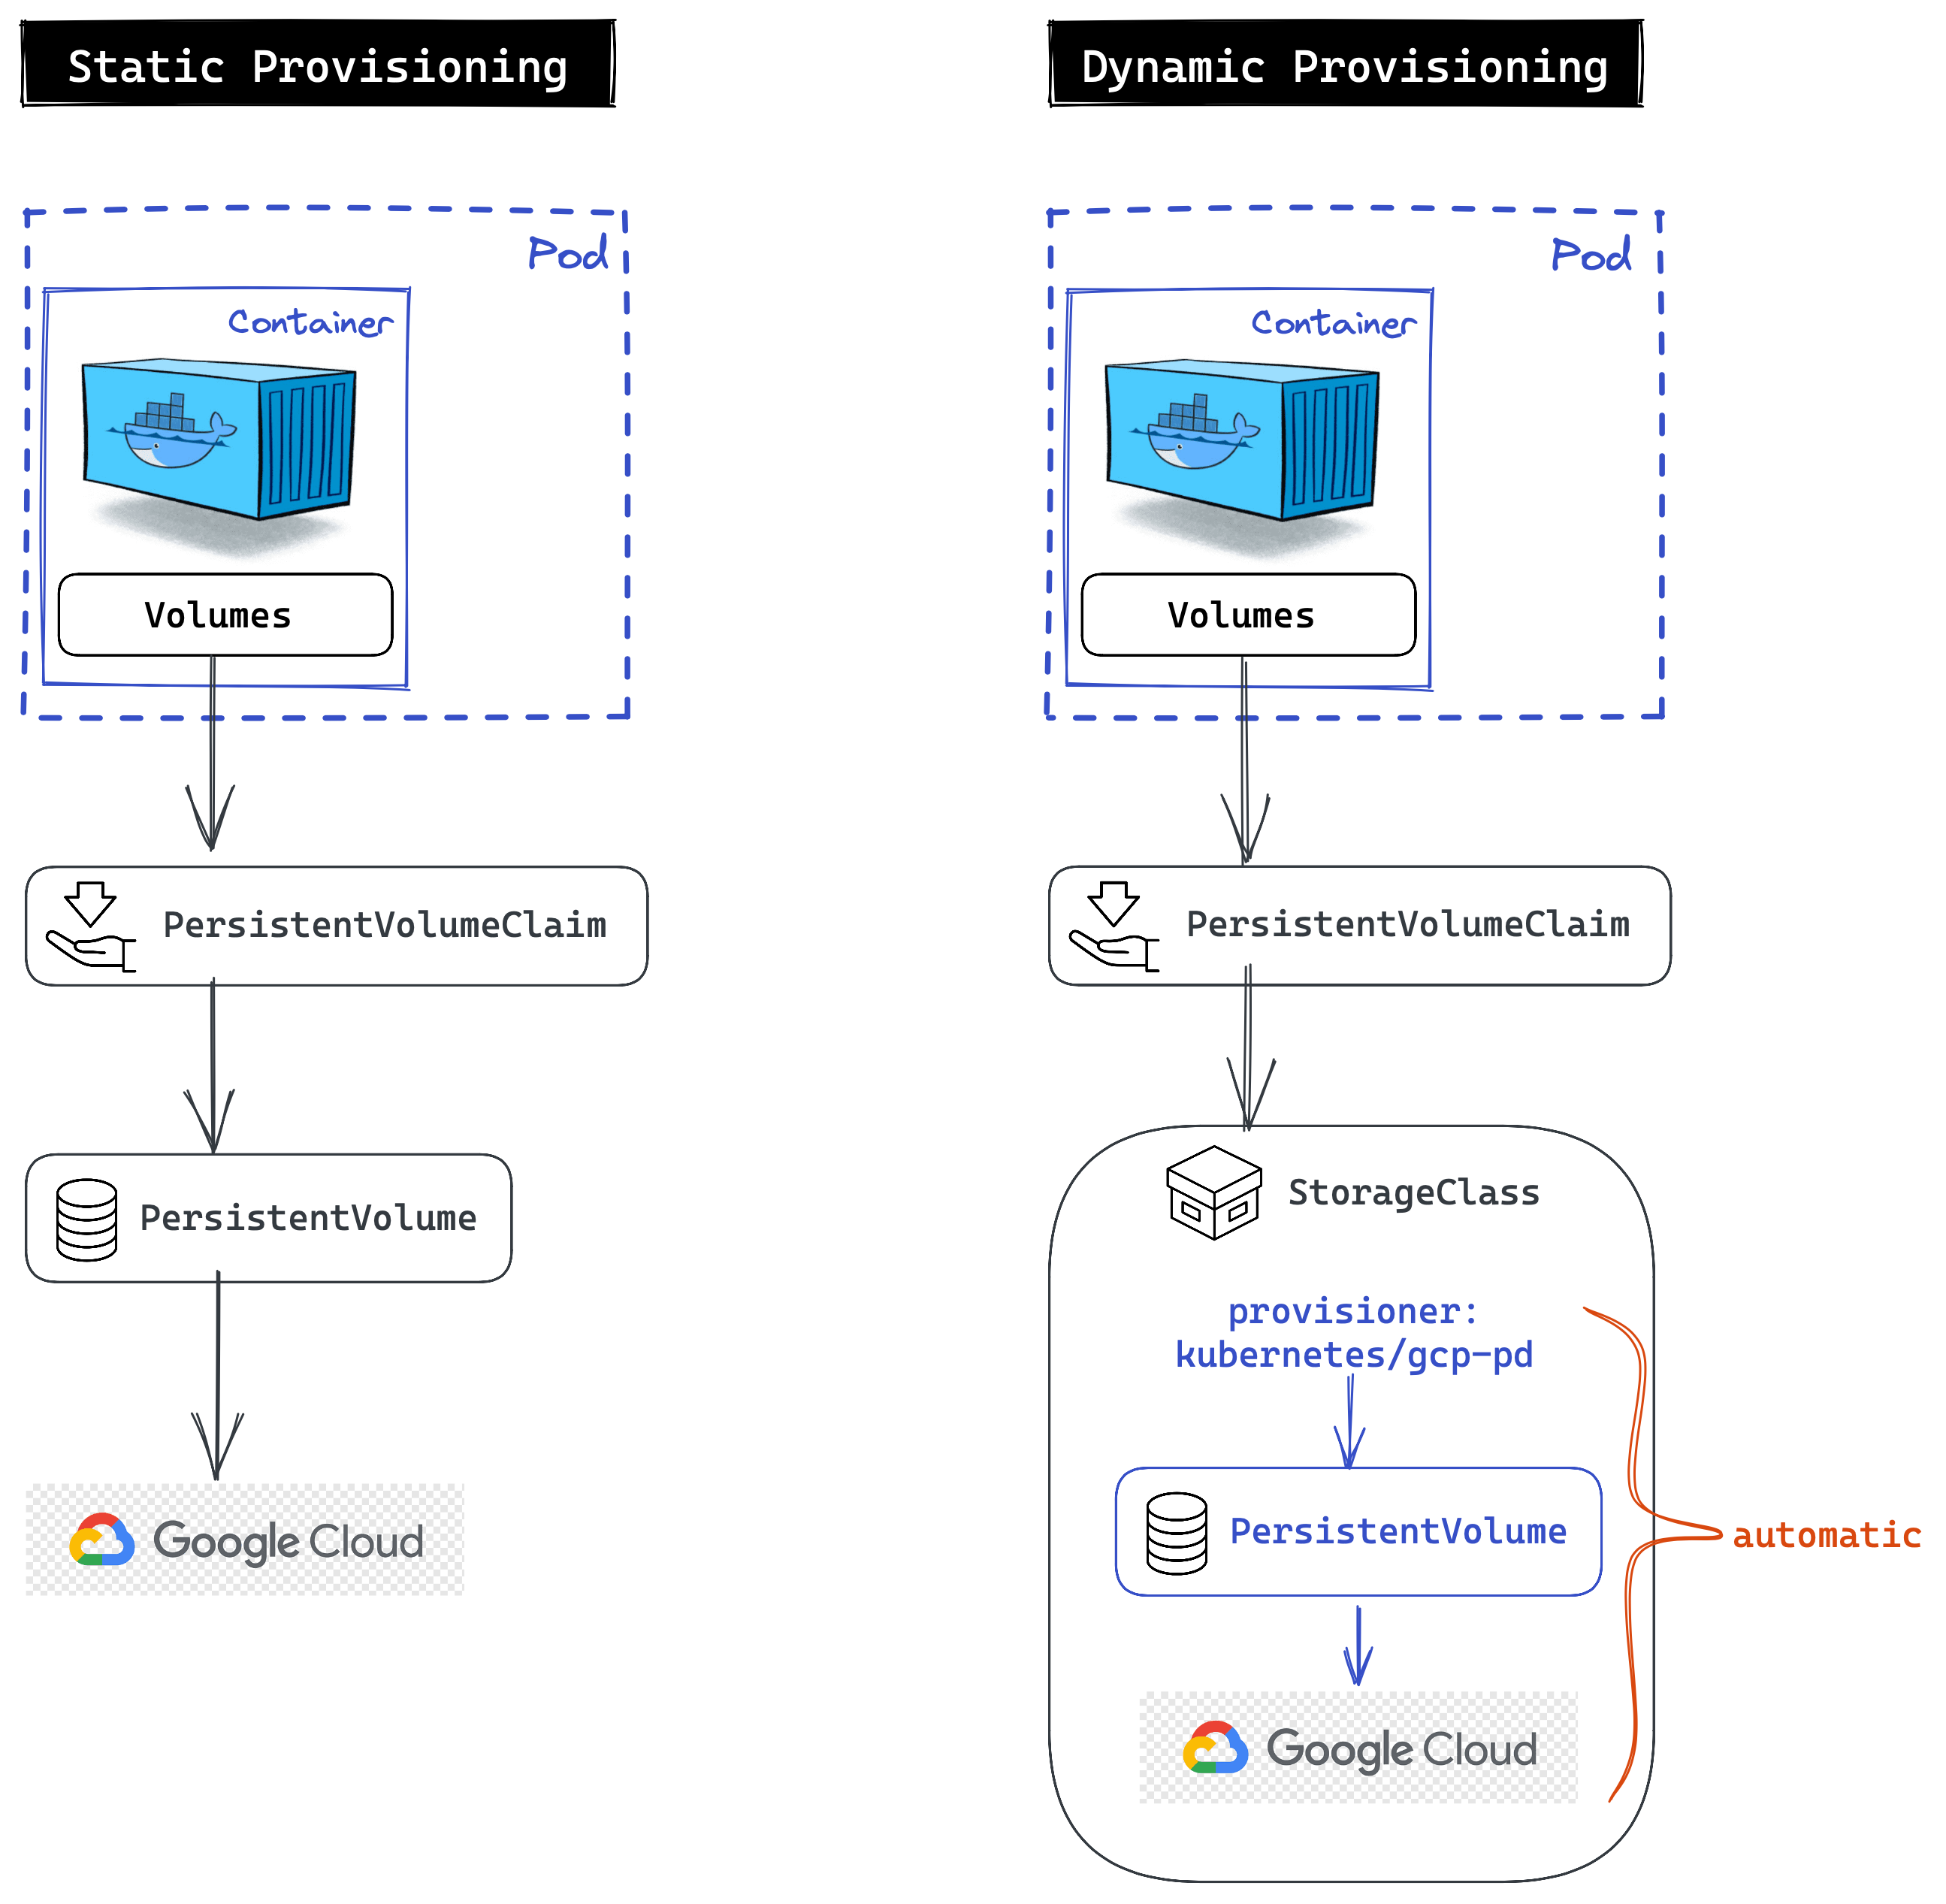 Static Provisioning
Pod
Container
Volumes
PersistentVolumeClaim
PersistentVolume
Google Cloud
Dynamic Provisioning
Pod
Container
Volumes
PersistentVolumeClaim
StorageClass
provisioner:
kubernetes/gcp-pd
PersistentVolume
automatic
Google Cloud